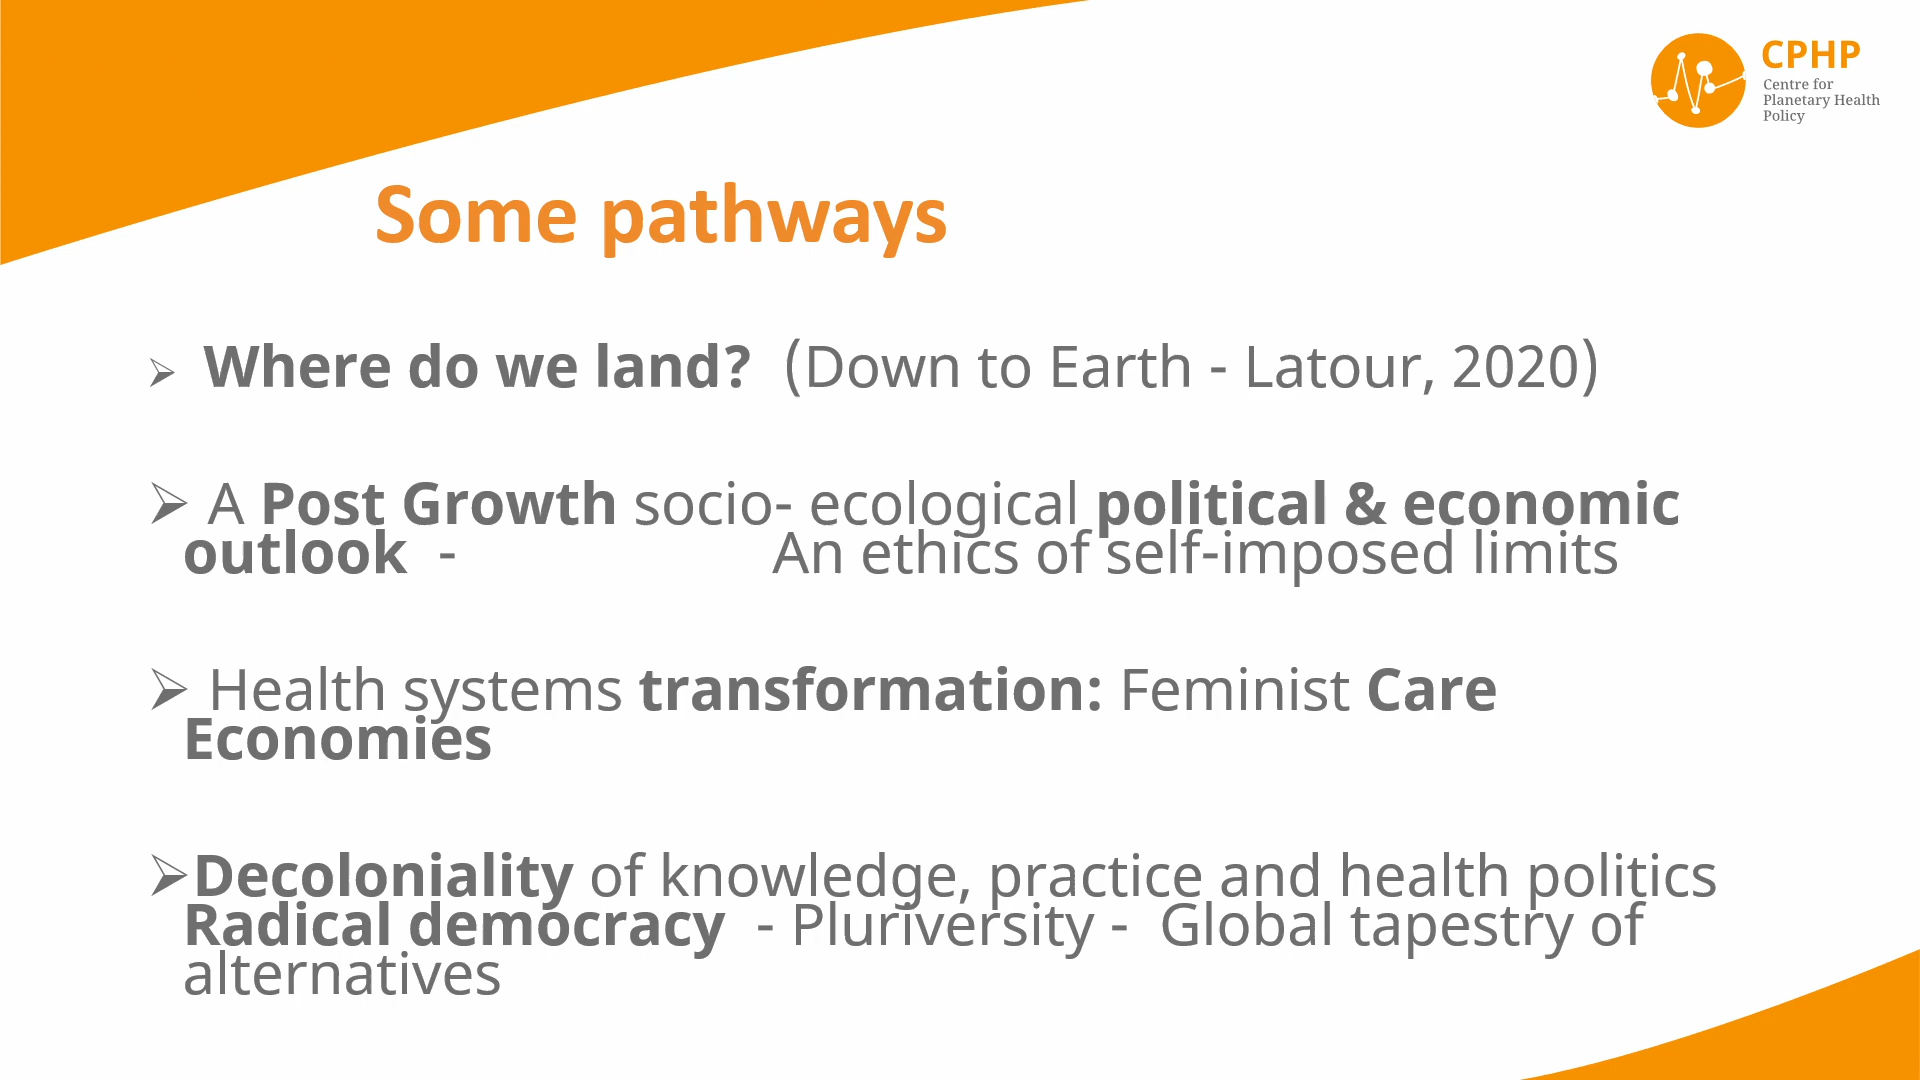 CPHP
Centre for
Planetary Health
Policy
Some pathways
➢ Where do we land?  (Down to Earth - Latour, 2020)
➢ A Post Growth socio- ecological political & economic
outlook  -  An ethics of self-imposed limits
➢ Health systems transformation: Feminist Care
Economies
➢Decoloniality of knowledge, practice and health politics
Radical democracy  - Pluriversity -  Global tapestry of
alternatives